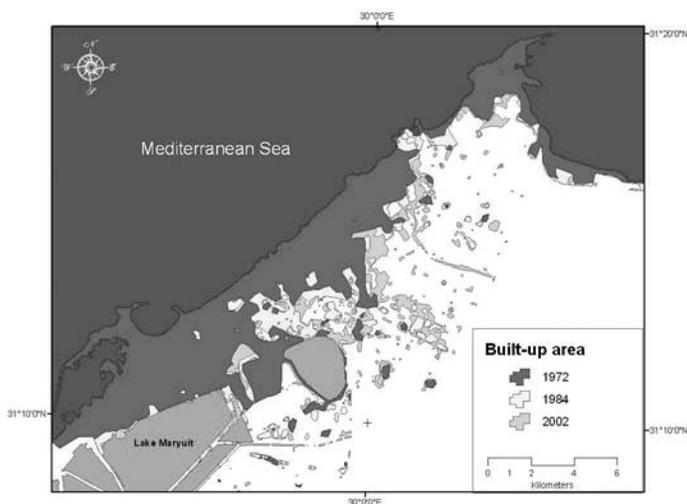 30°0'0"E
31°20'0"N
N
W E
S
Mediterranean Sea
Built-up area
1972
1984
2002
31°10'0"N
31°10'0"N
Lake Maryuit
0 1 2 4 6
Kilometers
30°0'0"E